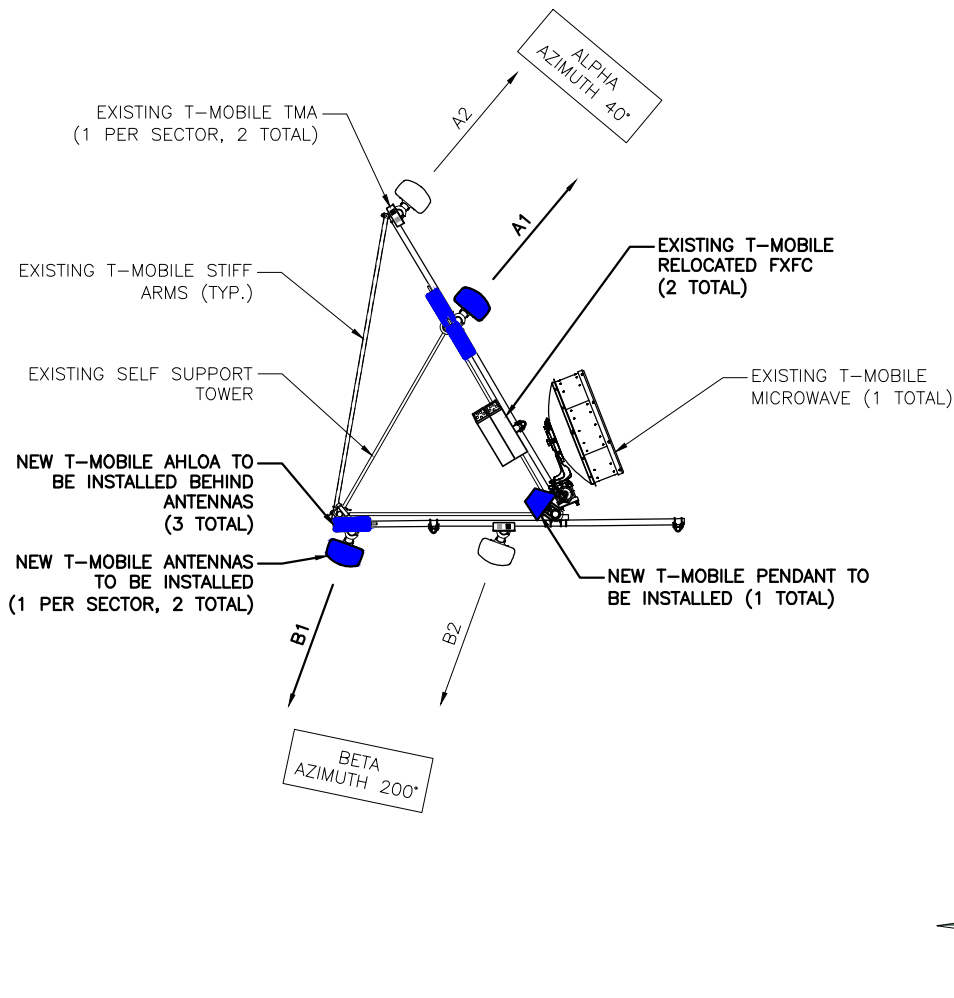 ALPHA
AZIMUTH 40°
A2
EXISTING T-MOBILE TMA
(1 PER SECTOR, 2 TOTAL)
A1
EXISTING T-MOBILE
RELOCATED FXFC
(2 TOTAL)
EXISTING T-MOBILE STIFF
ARMS (TYP.)
EXISTING SELF SUPPORT
TOWER
EXISTING T-MOBILE
MICROWAVE (1 TOTAL)
NEW T-MOBILE AHLOA TO
BE INSTALLED BEHIND
ANTENNAS
(3 TOTAL)
NEW T-MOBILE ANTENNAS
TO BE INSTALLED
(1 PER SECTOR, 2 TOTAL)
NEW T-MOBILE PENDANT TO
BE INSTALLED (1 TOTAL)
B1
B2
BETA
AZIMUTH 200°